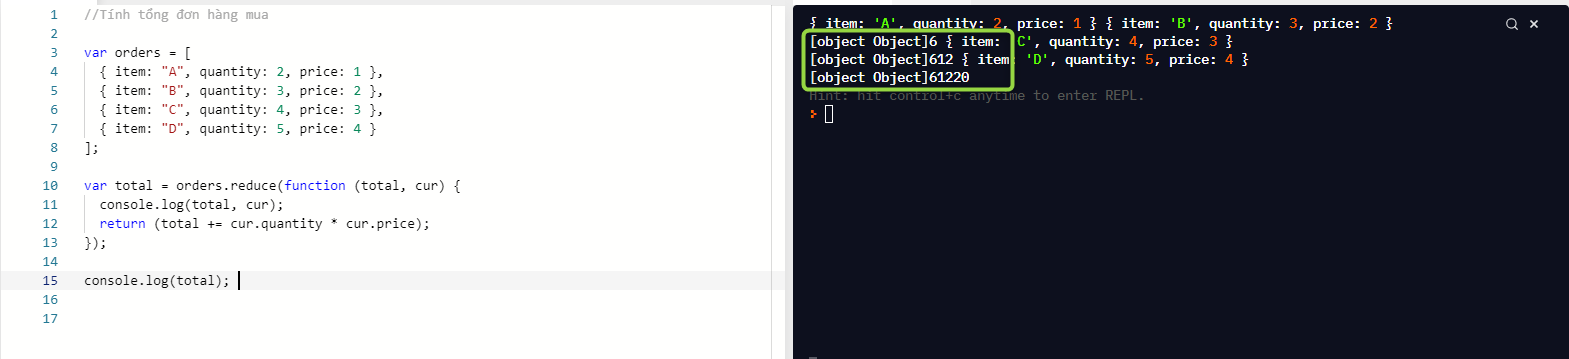 1 //Tính tổng đơn hàng mua
2
3 var orders = [
4 { item: "A", quantity: 2, price: 1 },
5 { item: "B", quantity: 3, price: 2 },
6 { item: "C", quantity: 4, price: 3 },
7 { item: "D", quantity: 5, price: 4 }
8 ];
9
10 var total = orders.reduce(function (total, cur) {
11 console.log(total, cur);
12 return (total += cur.quantity * cur.price);
13 });
14
15 console.log(total);
16
17
{ item: 'A', quantity: 2, price: 1 } { item: 'B', quantity: 3, price: 2 }
[object Object]6 { item: 'C', quantity: 4, price: 3 }
[object Object]612 { item: 'D', quantity: 5, price: 4 }
[object Object]61220
Hint: hit control+c anytime to enter REPL.